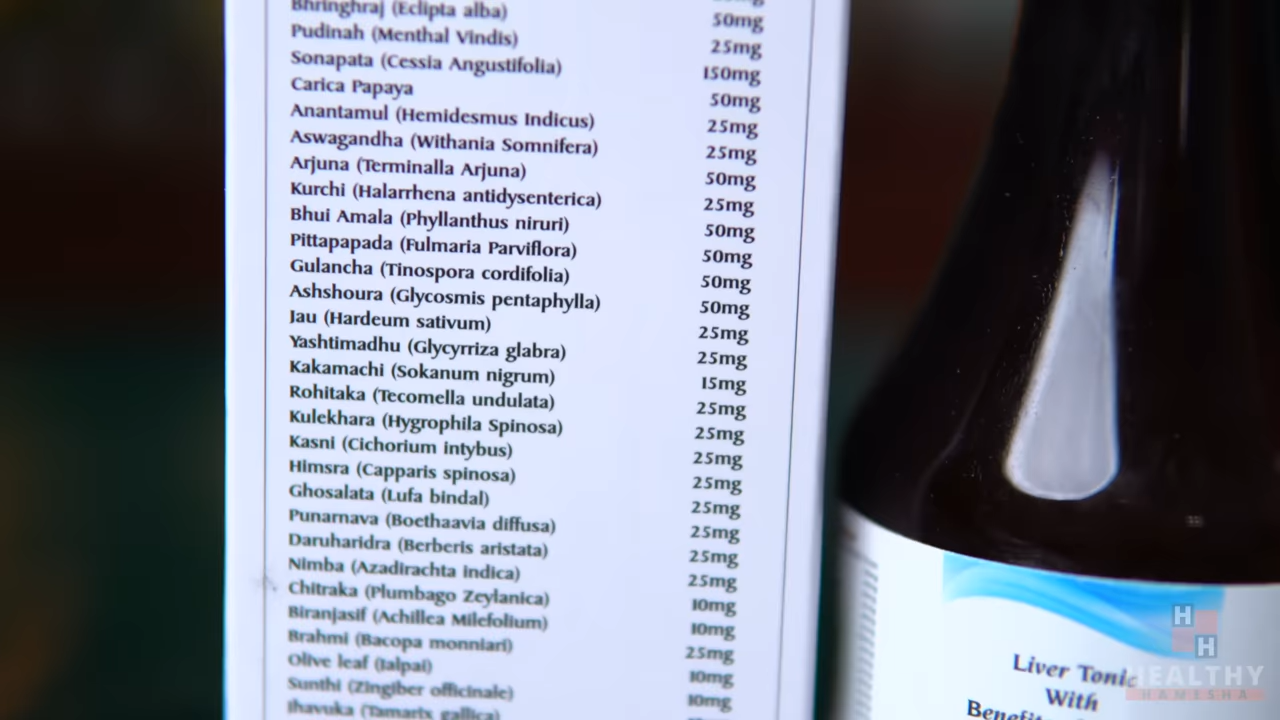 Bhringhraj (Eclipta alba) 50mg
Pudinah (Menthal Vindis) 25mg
Sonapata (Cessia Angustifolia) 150mg
Carica Papaya 50mg
Anantamul (Hemidesmus Indicus) 25mg
Aswagandha (Withania Somnifera) 25mg
Arjuna (Terminalla Arjuna) 50mg
Kurchi (Halarrhena antidysenterica) 25mg
Bhui Amala (Phyllanthus niruri) 50mg
Pittapapada (Fulmaria Parviflora) 50mg
Gulancha (Tinospora cordifolia) 50mg
Ashshoura (Glycosmis pentaphylla) 50mg
Jau (Hardeum sativum) 25mg
Yashtimadhu (Glycyrriza glabra) 25mg
Kakamachi (Sokanum nigrum) 15mg
Rohitaka (Tecomella undulata) 25mg
Kulekhara (Hygrophila Spinosa) 25mg
Kasni (Cichorium intybus) 25mg
Himsra (Capparis spinosa) 25mg
Ghosalata (Lufa bindal) 25mg
Punarnava (Boethaavia diffusa) 25mg
Daruharidra (Berberis aristata) 25mg
Nimba (Azadirachta indica) 25mg
Chitraka (Plumbago Zeylanica) 10mg
Biranjasif (Achillea Milefolium) 10mg
Brahmi (Bacopa monniari) 25mg
Olive leaf (Jalpai) 10mg
Sunthi (Zingiber officinale) 10mg
Jhavuka (Tamarix gallica)
Liver Tonic
With
H
H
HEALTHY
HAMESHA